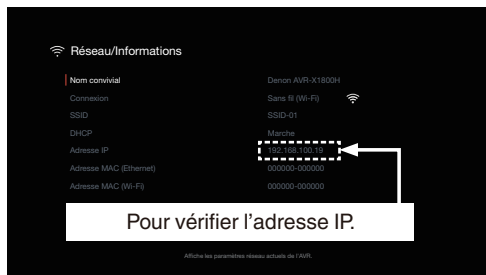 Réseau/Informations
Nom convivial Denon AVR-X1800H
Connexion Sans fil (Wi-Fi)
SSID SSID-01
DHCP Marche
Adresse IP 192.168.100.19
Adresse MAC (Ethernet) 000000-000000
Adresse MAC (Wi-Fi) 000000-000000
Pour vérifier l’adresse IP.
Affiche les paramètres réseau actuels de l'AVR.